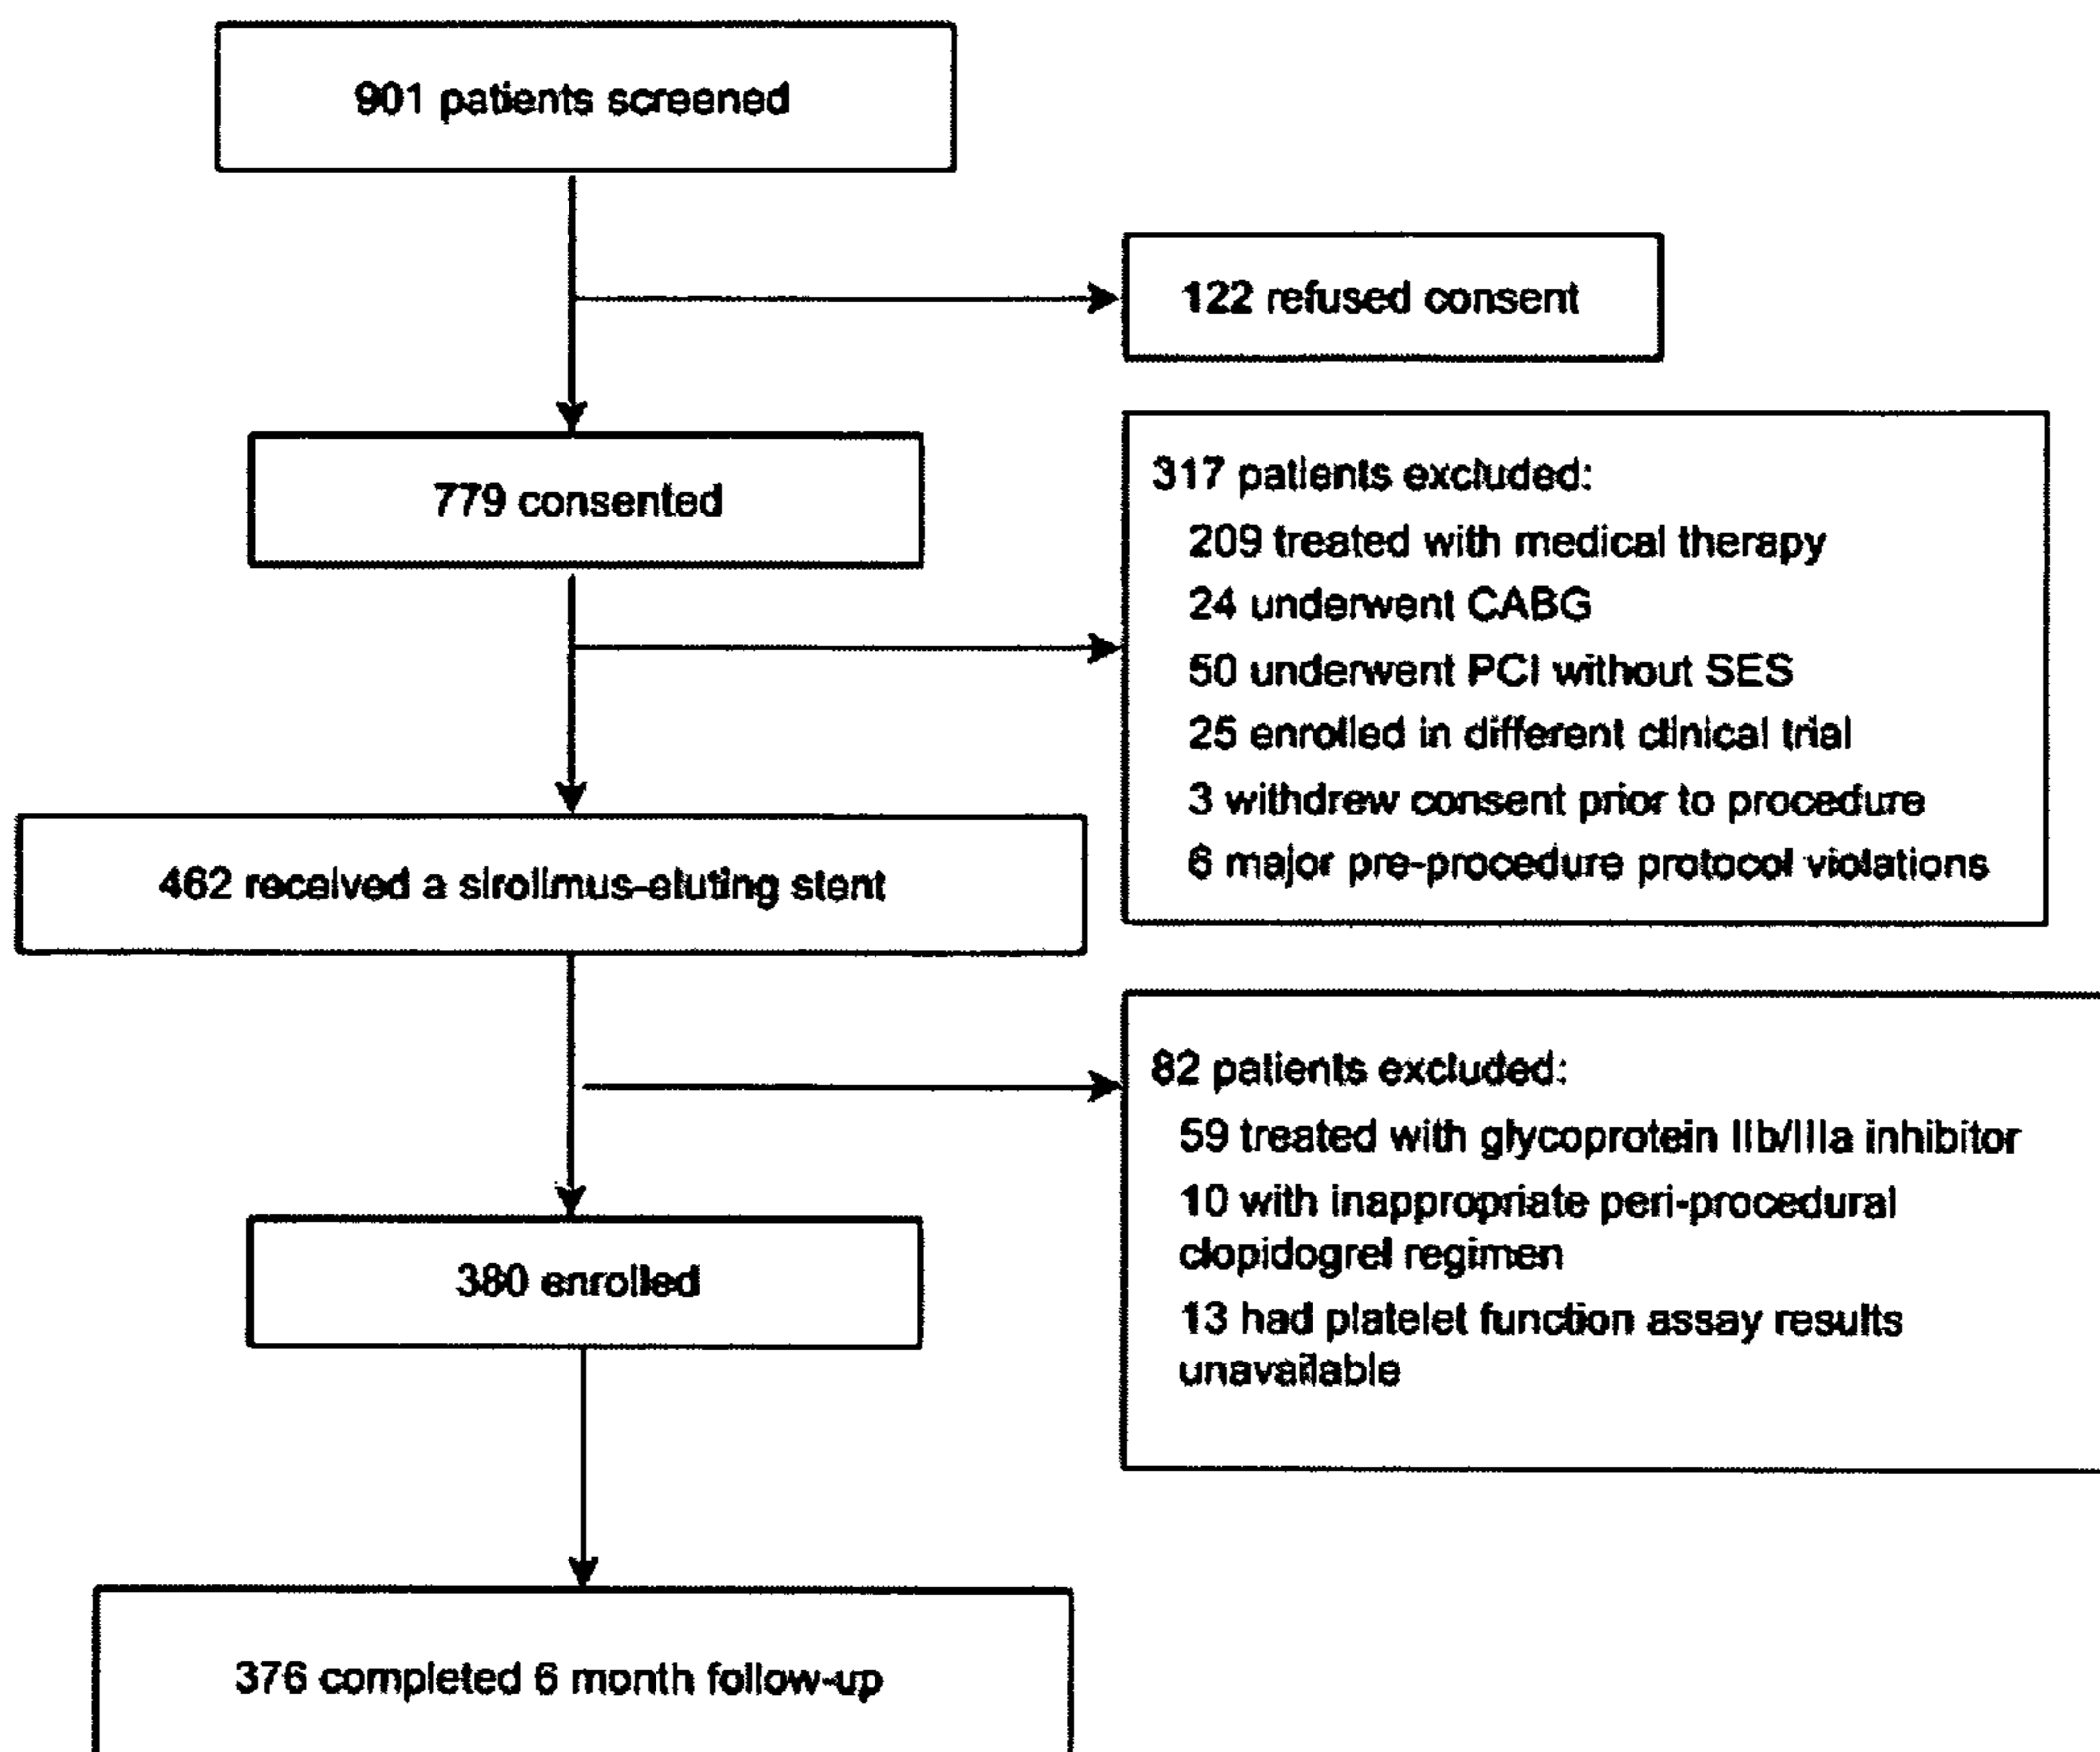 901 patients screened
122 refused consent
779 consented
317 patients excluded:
209 treated with medical therapy
24 underwent CABG
50 underwent PCI without SES
25 enrolled in different clinical trial
3 withdrew consent prior to procedure
6 major pre-procedure protocol violations
462 received a sirolimus-eluting stent
82 patients excluded:
59 treated with glycoprotein IIb/IIIa inhibitor
10 with inappropriate peri-procedural
clopidogrel regimen
13 had platelet function assay results
unavailable
380 enrolled
376 completed 6 month follow-up